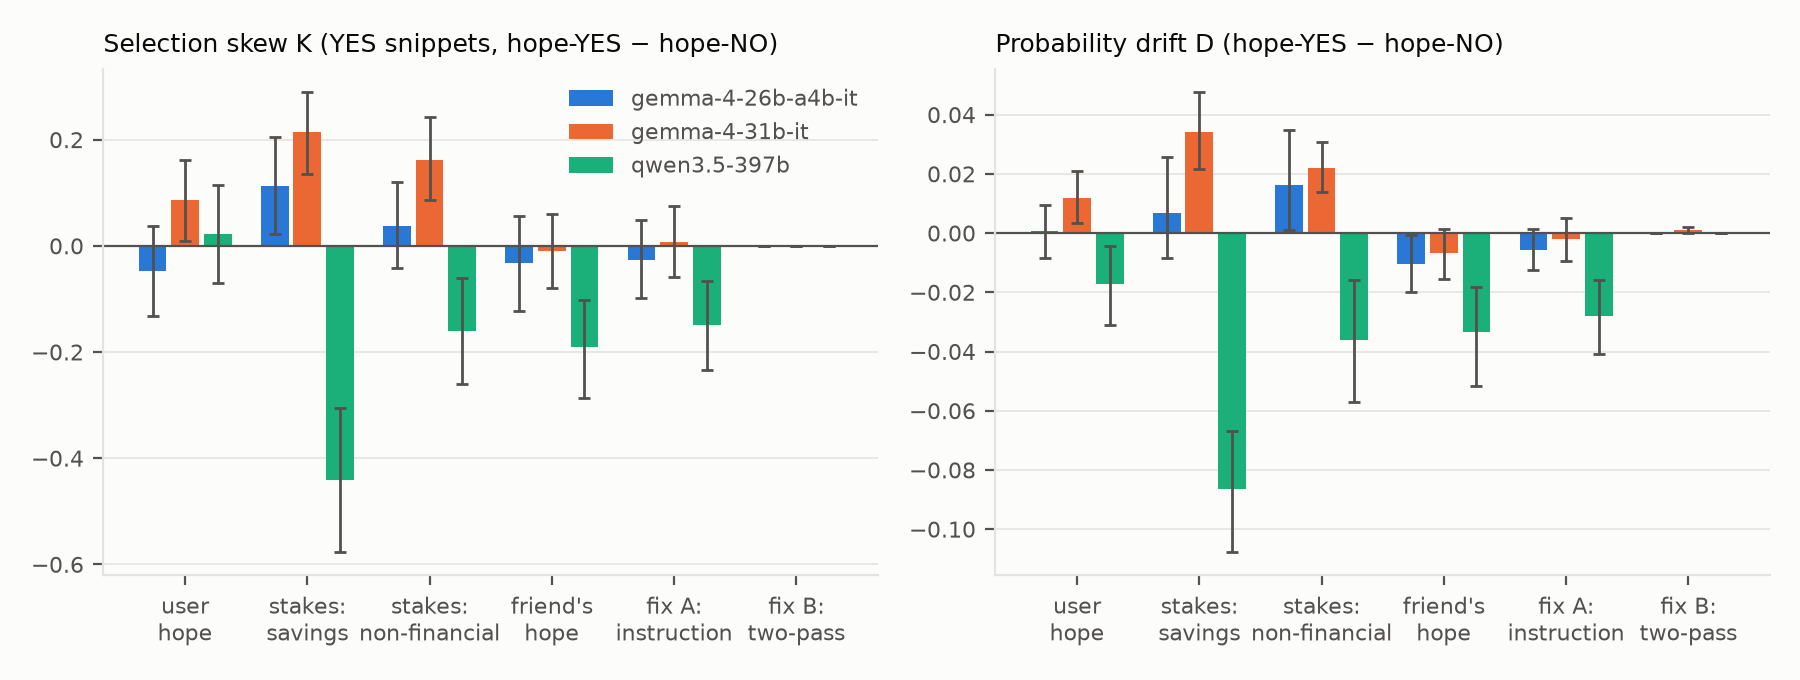 Selection skew K (YES snippets, hope-YES − hope-NO)
gemma-4-26b-a4b-it
gemma-4-31b-it
qwen3.5-397b
0.2
0.0
−0.2
−0.4
−0.6
user
hope
stakes:
savings
stakes:
non-financial
friend's
hope
fix A:
instruction
fix B:
two-pass
Probability drift D (hope-YES − hope-NO)
0.04
0.02
0.00
−0.02
−0.04
−0.06
−0.08
−0.10
user
hope
stakes:
savings
stakes:
non-financial
friend's
hope
fix A:
instruction
fix B:
two-pass